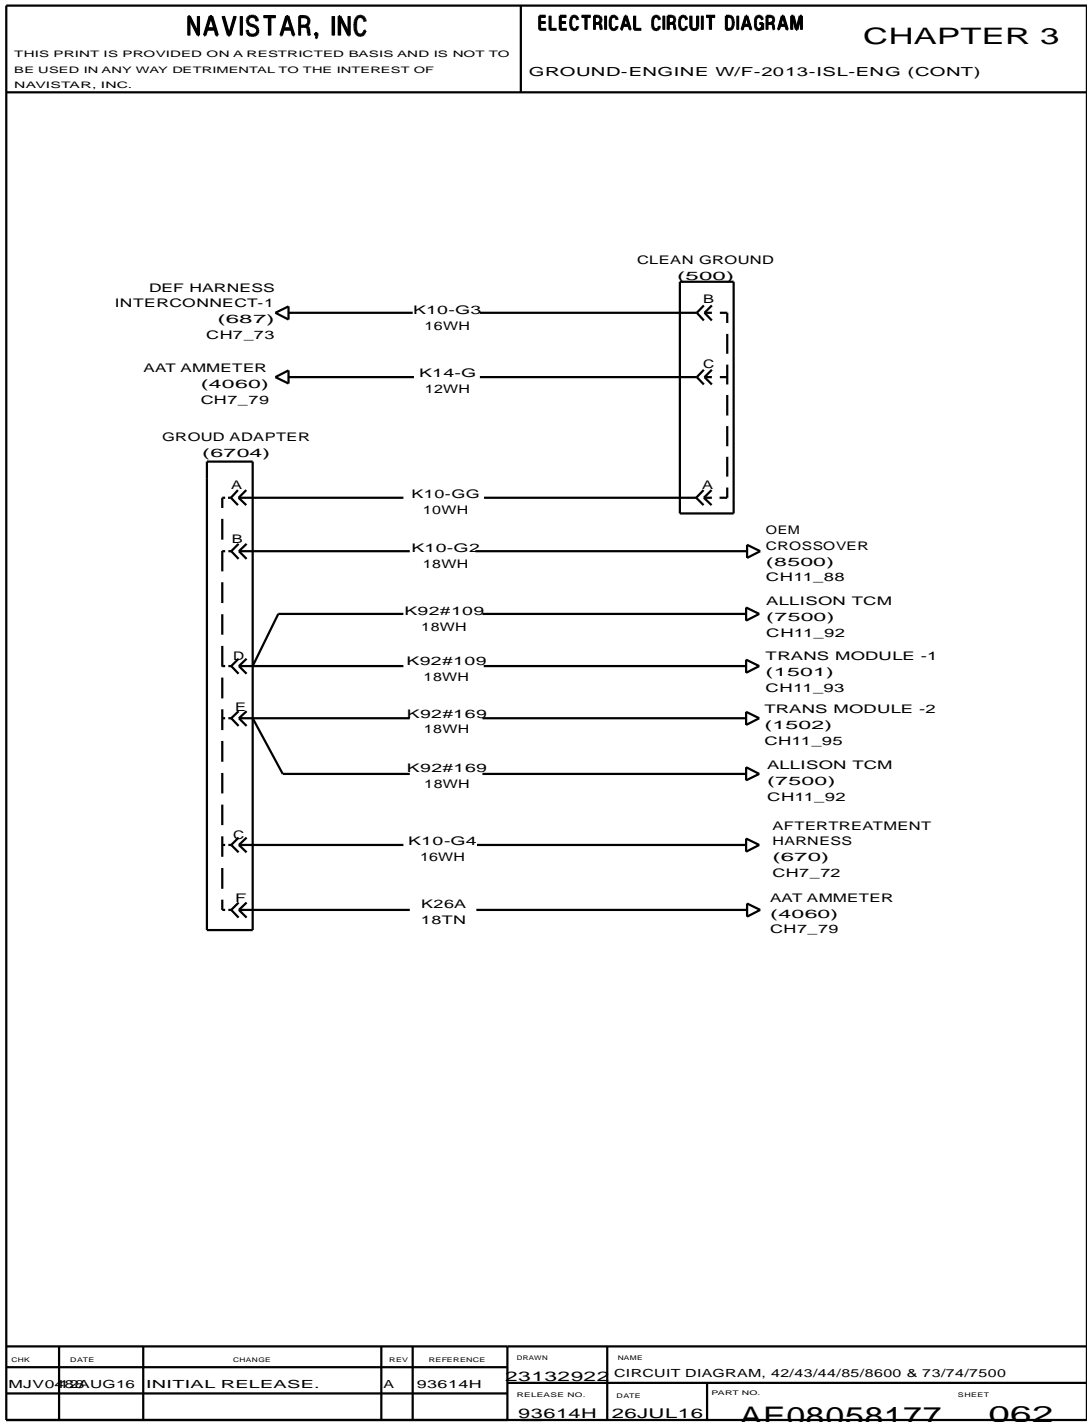 NAVISTAR, INC
THIS PRINT IS PROVIDED ON A RESTRICTED BASIS AND IS NOT TO
BE USED IN ANY WAY DETRIMENTAL TO THE INTEREST OF
NAVISTAR, INC.
ELECTRICAL CIRCUIT DIAGRAM
CHAPTER 3
GROUND-ENGINE W/F-2013-ISL-ENG (CONT)
CLEAN GROUND
(500)
DEF HARNESS
INTERCONNECT-1
(687)
CH7_73
K10-G3
16WH
B
AAT AMMETER
(4060)
CH7_79
K14-G
12WH
C
GROUD ADAPTER
(6704)
A
K10-GG
10WH
A
B
K10-G2
18WH
OEM
CROSSOVER
(8500)
CH11_88
K92#109
18WH
ALLISON TCM
(7500)
CH11_92
D
K92#109
18WH
TRANS MODULE -1
(1501)
CH11_93
E
K92#169
18WH
TRANS MODULE -2
(1502)
CH11_95
K92#169
18WH
ALLISON TCM
(7500)
CH11_92
C
K10-G4
16WH
AFTERTREATMENT
HARNESS
(670)
CH7_72
F
K26A
18TN
AAT AMMETER
(4060)
CH7_79
CHK DATE CHANGE REV REFERENCE
INITIAL RELEASE. A 93614H
DRAWN
23132922
NAME
CIRCUIT DIAGRAM, 42/43/44/85/8600 & 73/74/7500
RELEASE NO.
93614H
DATE
26JUL16
PART NO.
AF08058177
SHEET
062